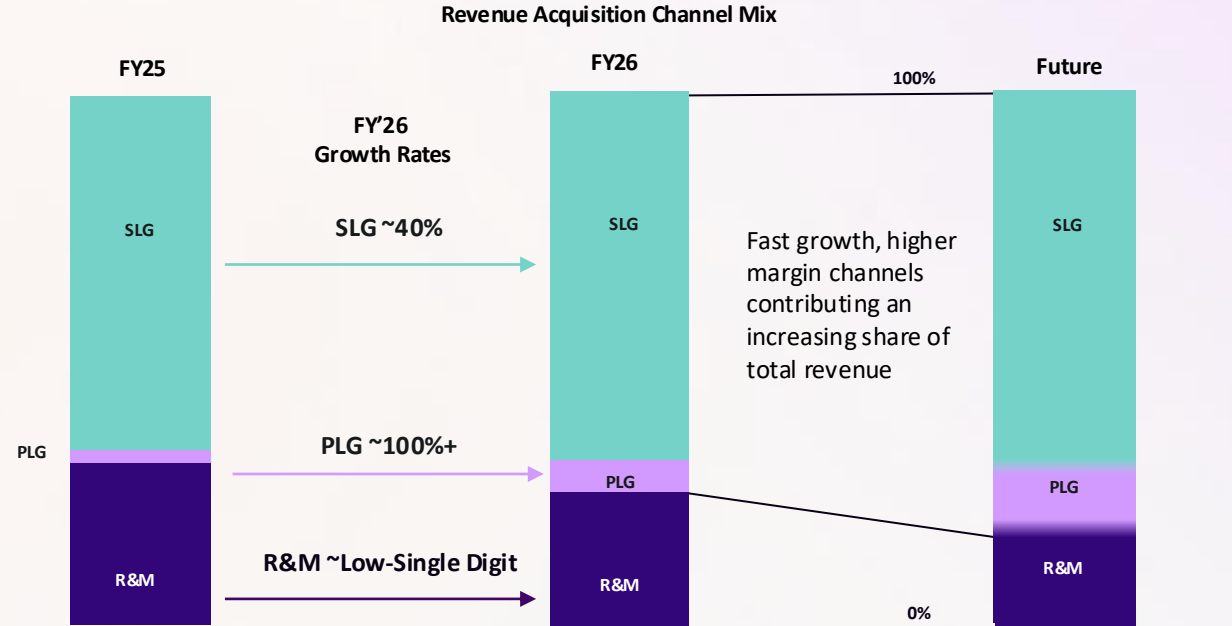 Revenue Acquisition Channel Mix
FY25
FY26
100%
Future
FY'26
Growth Rates
SLG
SLG ~40%
SLG
Fast growth, higher
margin channels
contributing an
increasing share of
total revenue
SLG
PLG
PLG ~100%+
PLG
PLG
R&M
R&M ~Low-Single Digit
R&M
R&M
0%